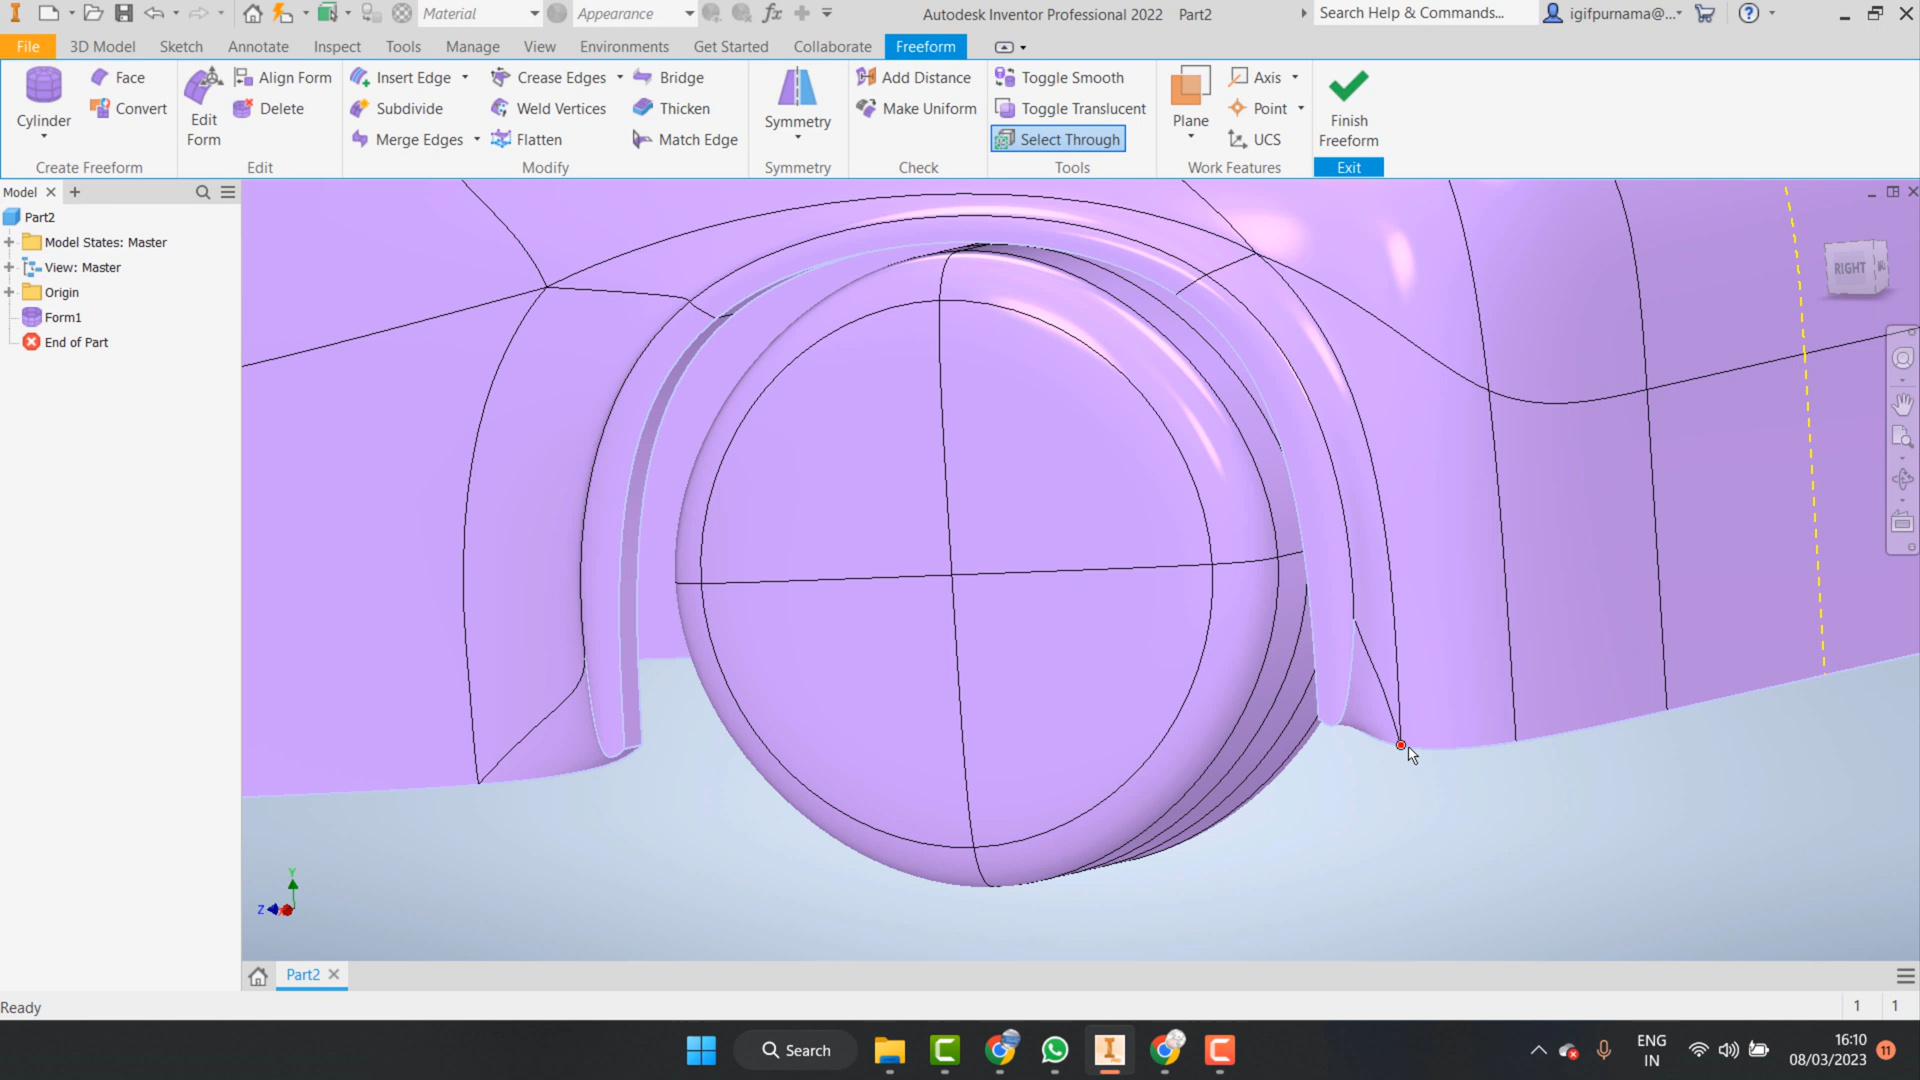 Material
Appearance
fx
Autodesk Inventor Professional 2022 Part2
Search Help & Commands...
igifpurnama@...
File 3D Model Sketch Annotate Inspect Tools Manage View Environments Get Started Collaborate Freeform
Cylinder
Face
Convert
Create Freeform
Edit
Form
Align Form
Delete
Edit
Insert Edge
Subdivide
Merge Edges
Crease Edges
Weld Vertices
Flatten
Bridge
Thicken
Match Edge
Modify
Symmetry
Symmetry
Add Distance
Make Uniform
Check
Toggle Smooth
Toggle Translucent
Select Through
Tools
Plane
Axis
Point
UCS
Work Features
Finish
Freeform
Exit
Model
Part2
Model States: Master
View: Master
Origin
Form1
End of Part
RIGHT
Y
Z
Part2
Ready
1 1
Search
ENG
IN
16:10
08/03/2023
11